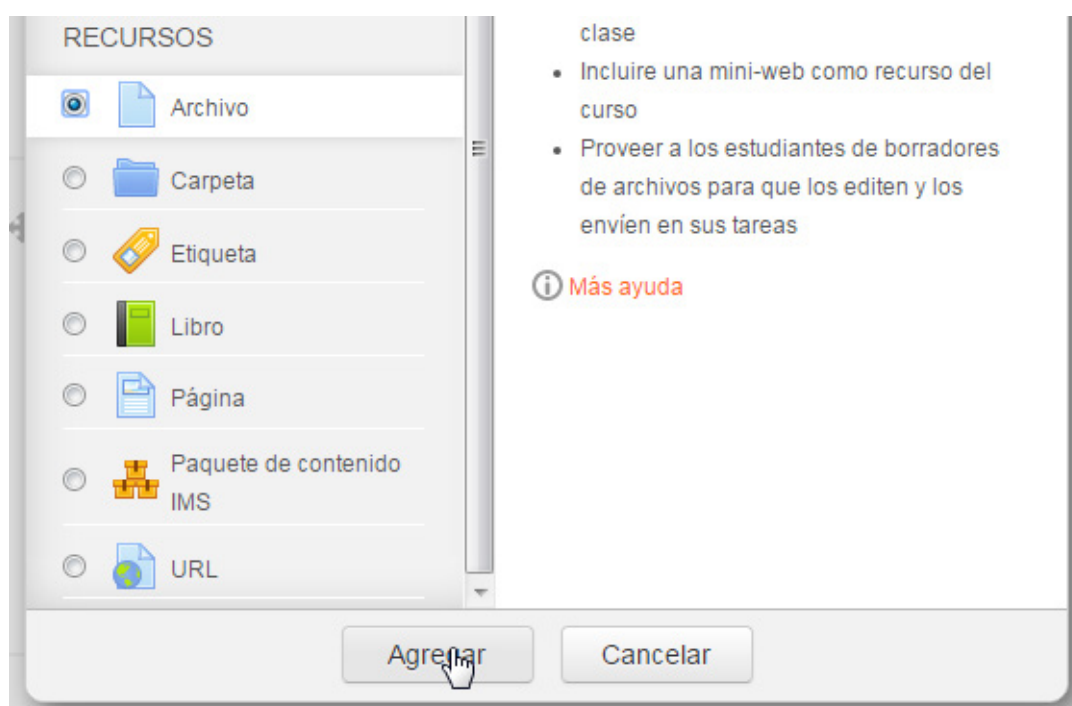 RECURSOS
Archivo
Carpeta
Etiqueta
Libro
Página
Paquete de contenido
IMS
URL
clase
Incluire una mini-web como recurso del
curso
Proveer a los estudiantes de borradores
de archivos para que los editen y los
envíen en sus tareas
Más ayuda
Agregar
Cancelar